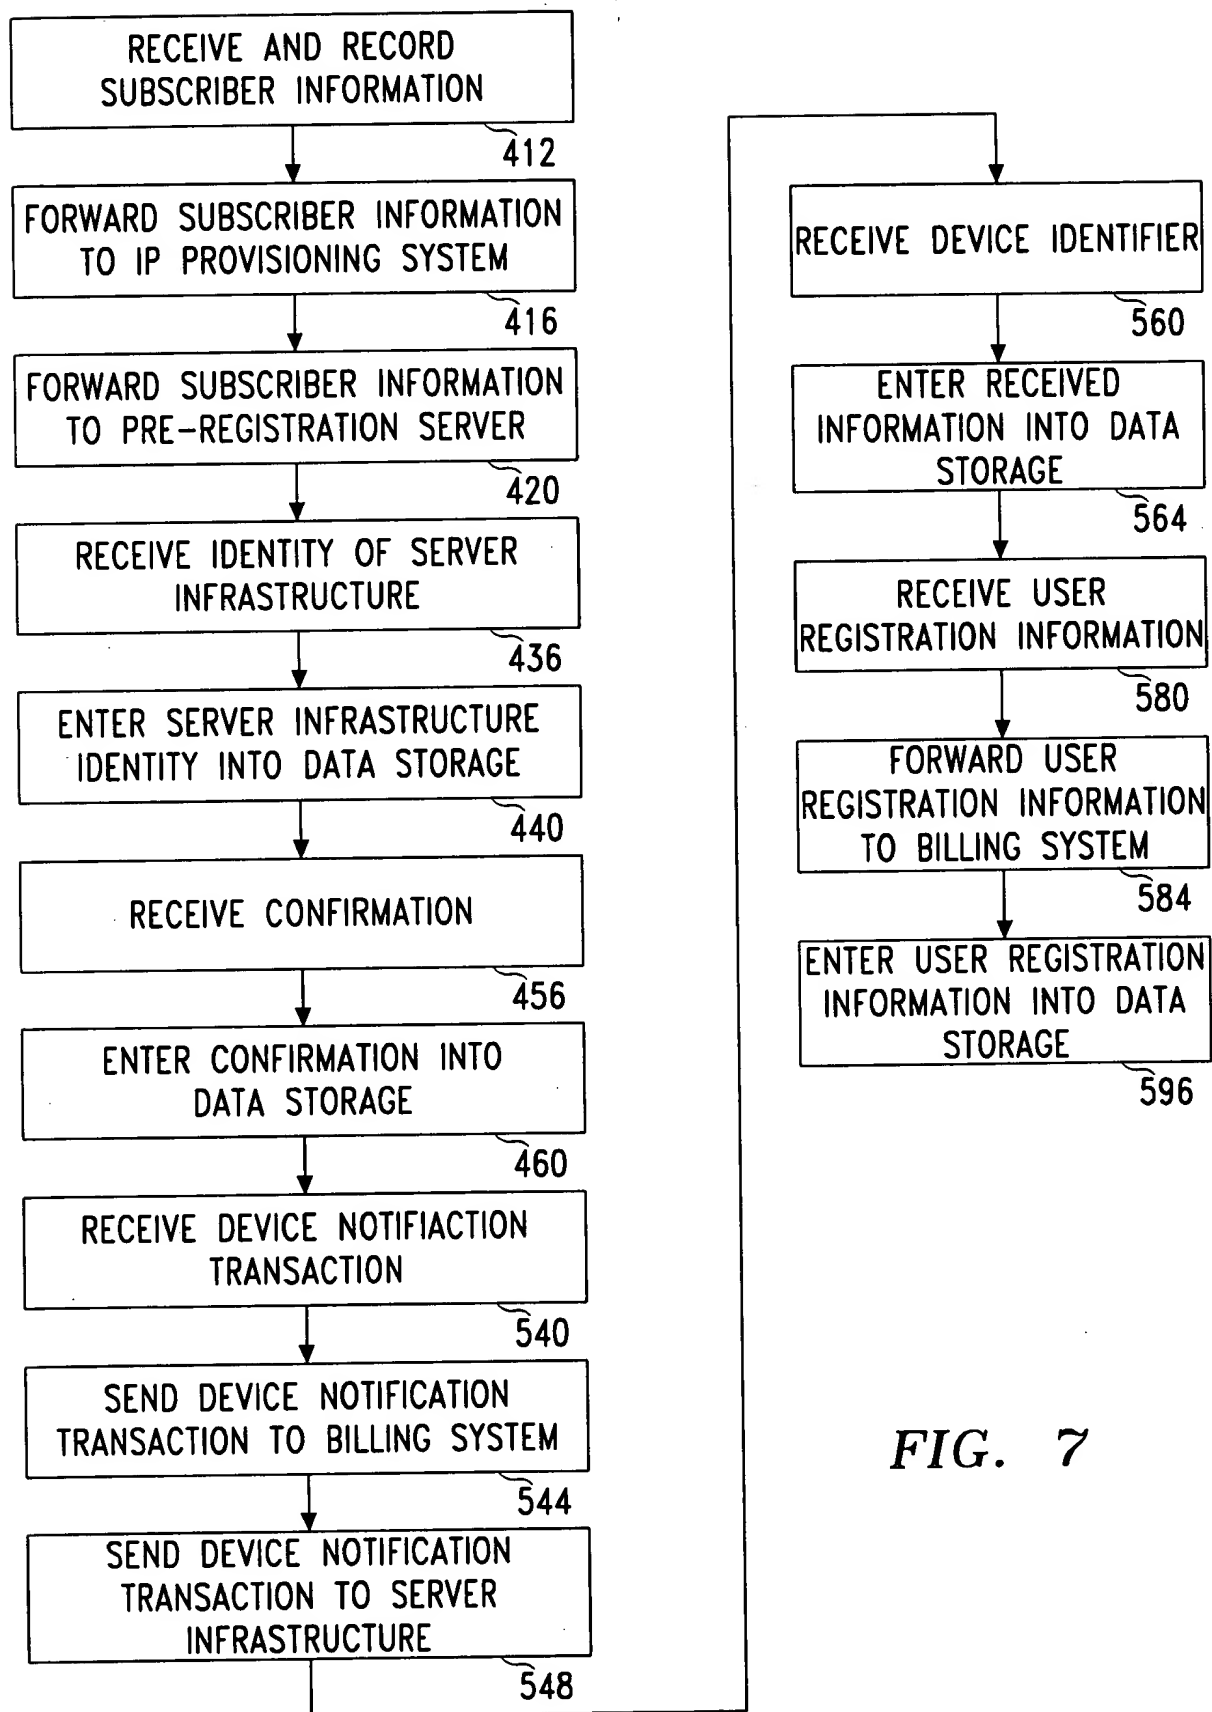 RECEIVE AND RECORD
SUBSCRIBER INFORMATION
412
FORWARD SUBSCRIBER INFORMATION
TO IP PROVISIONING SYSTEM
416
FORWARD SUBSCRIBER INFORMATION
TO PRE-REGISTRATION SERVER
420
RECEIVE IDENTITY OF SERVER
INFRASTRUCTURE
436
ENTER SERVER INFRASTRUCTURE
IDENTITY INTO DATA STORAGE
440
RECEIVE CONFIRMATION
456
ENTER CONFIRMATION INTO
DATA STORAGE
460
RECEIVE DEVICE NOTIFIACTION
TRANSACTION
540
SEND DEVICE NOTIFICATION
TRANSACTION TO BILLING SYSTEM
544
SEND DEVICE NOTIFICATION
TRANSACTION TO SERVER
INFRASTRUCTURE
548
RECEIVE DEVICE IDENTIFIER
560
ENTER RECEIVED
INFORMATION INTO DATA
STORAGE
564
RECEIVE USER
REGISTRATION INFORMATION
580
FORWARD USER
REGISTRATION INFORMATION
TO BILLING SYSTEM
584
ENTER USER REGISTRATION
INFORMATION INTO DATA
STORAGE
596
FIG. 7